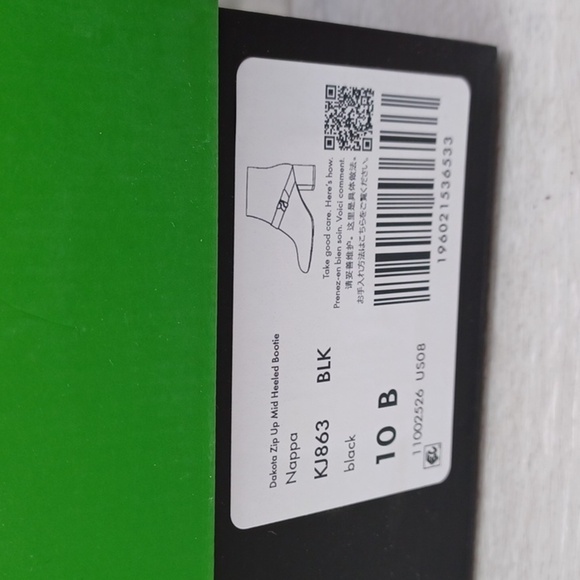 Dakota Zip Up Mid Heeled Bootie
Nappa
KJ863 BLK
black
10 B
11002526 US08
Take good care. Here's how.
Prenez-en bien soin. Voici comment.
请妥善维护。这里是具体做法。
お手入れ方法はこちらをご覧ください。
196021536533